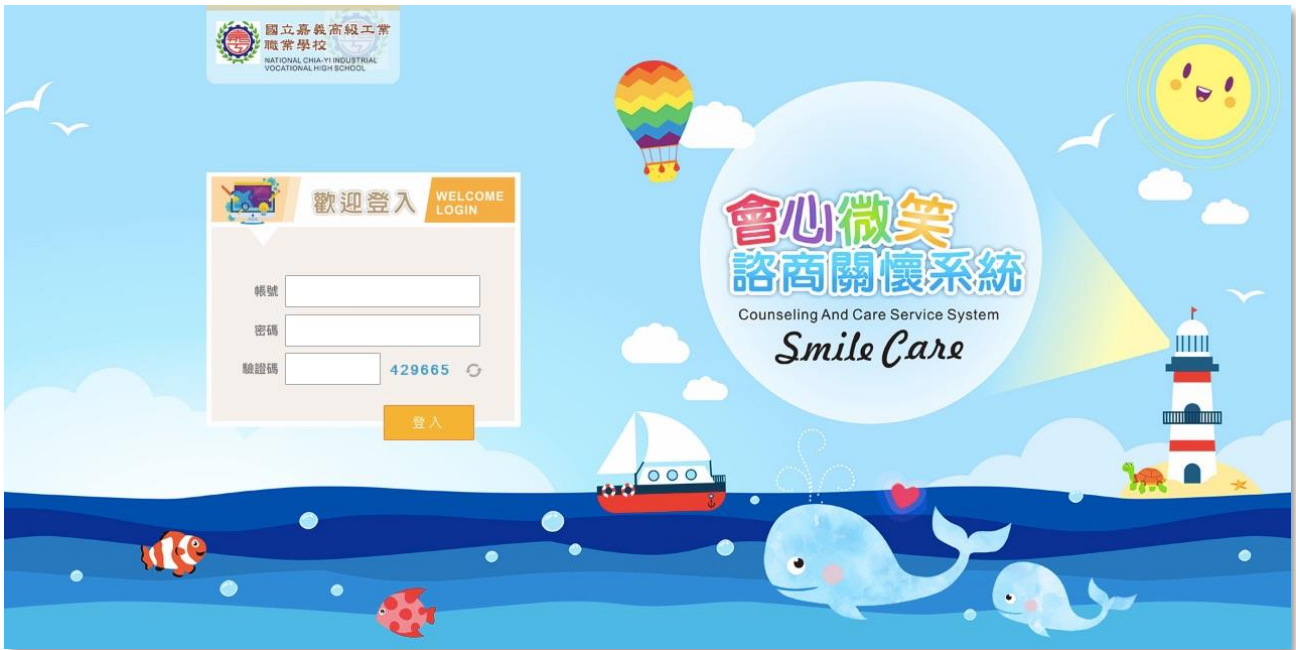 國立嘉義高級工業
職業學校
NATIONAL CHIA-YI INDUSTRIAL
VOCATIONAL HIGH SCHOOL
歡迎登入
WELCOME
LOGIN
帳號
密碼
驗證碼 429665
登入
會心微笑
諮商關懷系統
Counseling And Care Service System
Smile Care